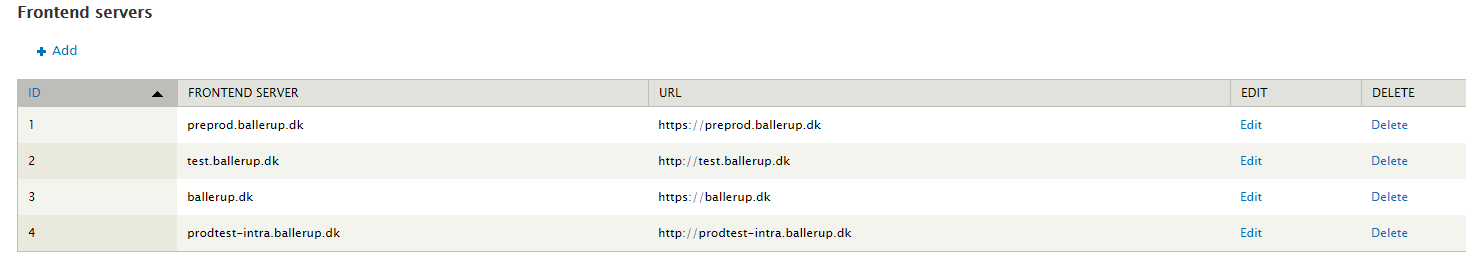 Frontend servers
Add
ID FRONTEND SERVER URL EDIT DELETE
1 preprod.ballerup.dk https://preprod.ballerup.dk Edit Delete
2 test.ballerup.dk http://test.ballerup.dk Edit Delete
3 ballerup.dk https://ballerup.dk Edit Delete
4 prodtest-intra.ballerup.dk http://prodtest-intra.ballerup.dk Edit Delete